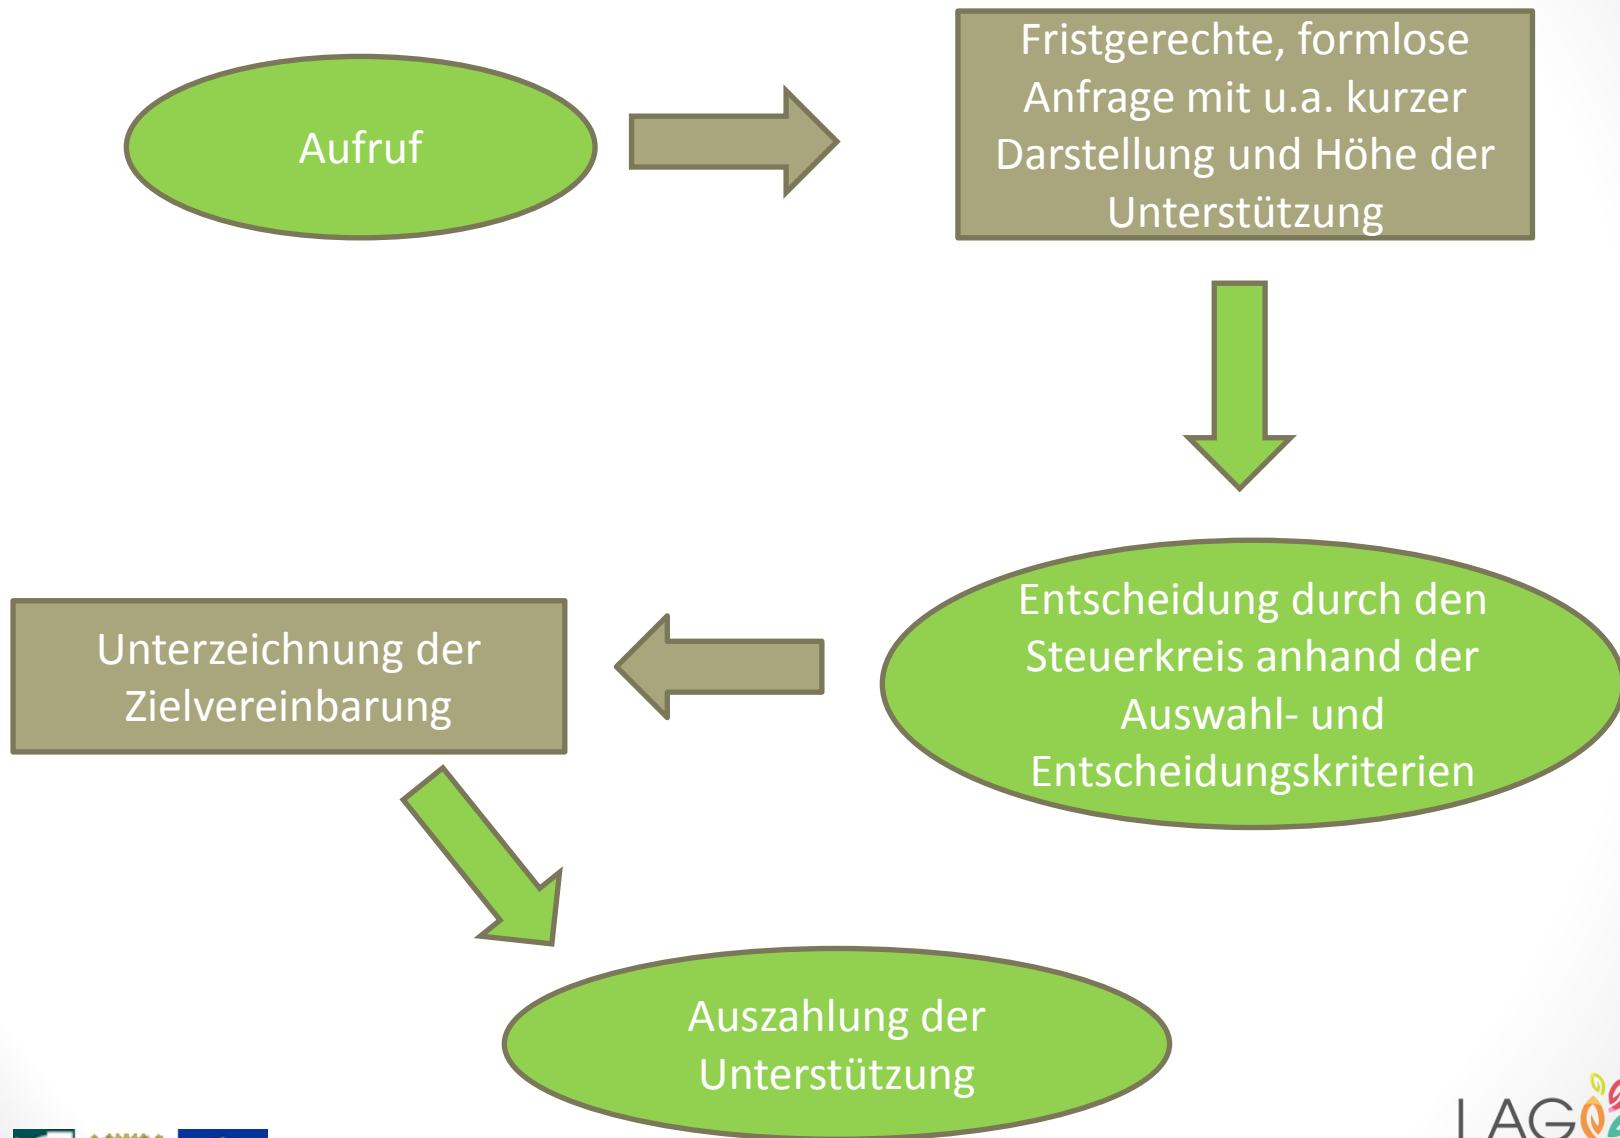 Aufruf
Fristgerechte, formlose
Anfrage mit u.a. kurzer
Darstellung und Höhe der
Unterstützung
Entscheidung durch den
Steuerkreis anhand der
Auswahl- und
Entscheidungskriterien
Unterzeichnung der
Zielvereinbarung
Auszahlung der
Unterstützung
LAG